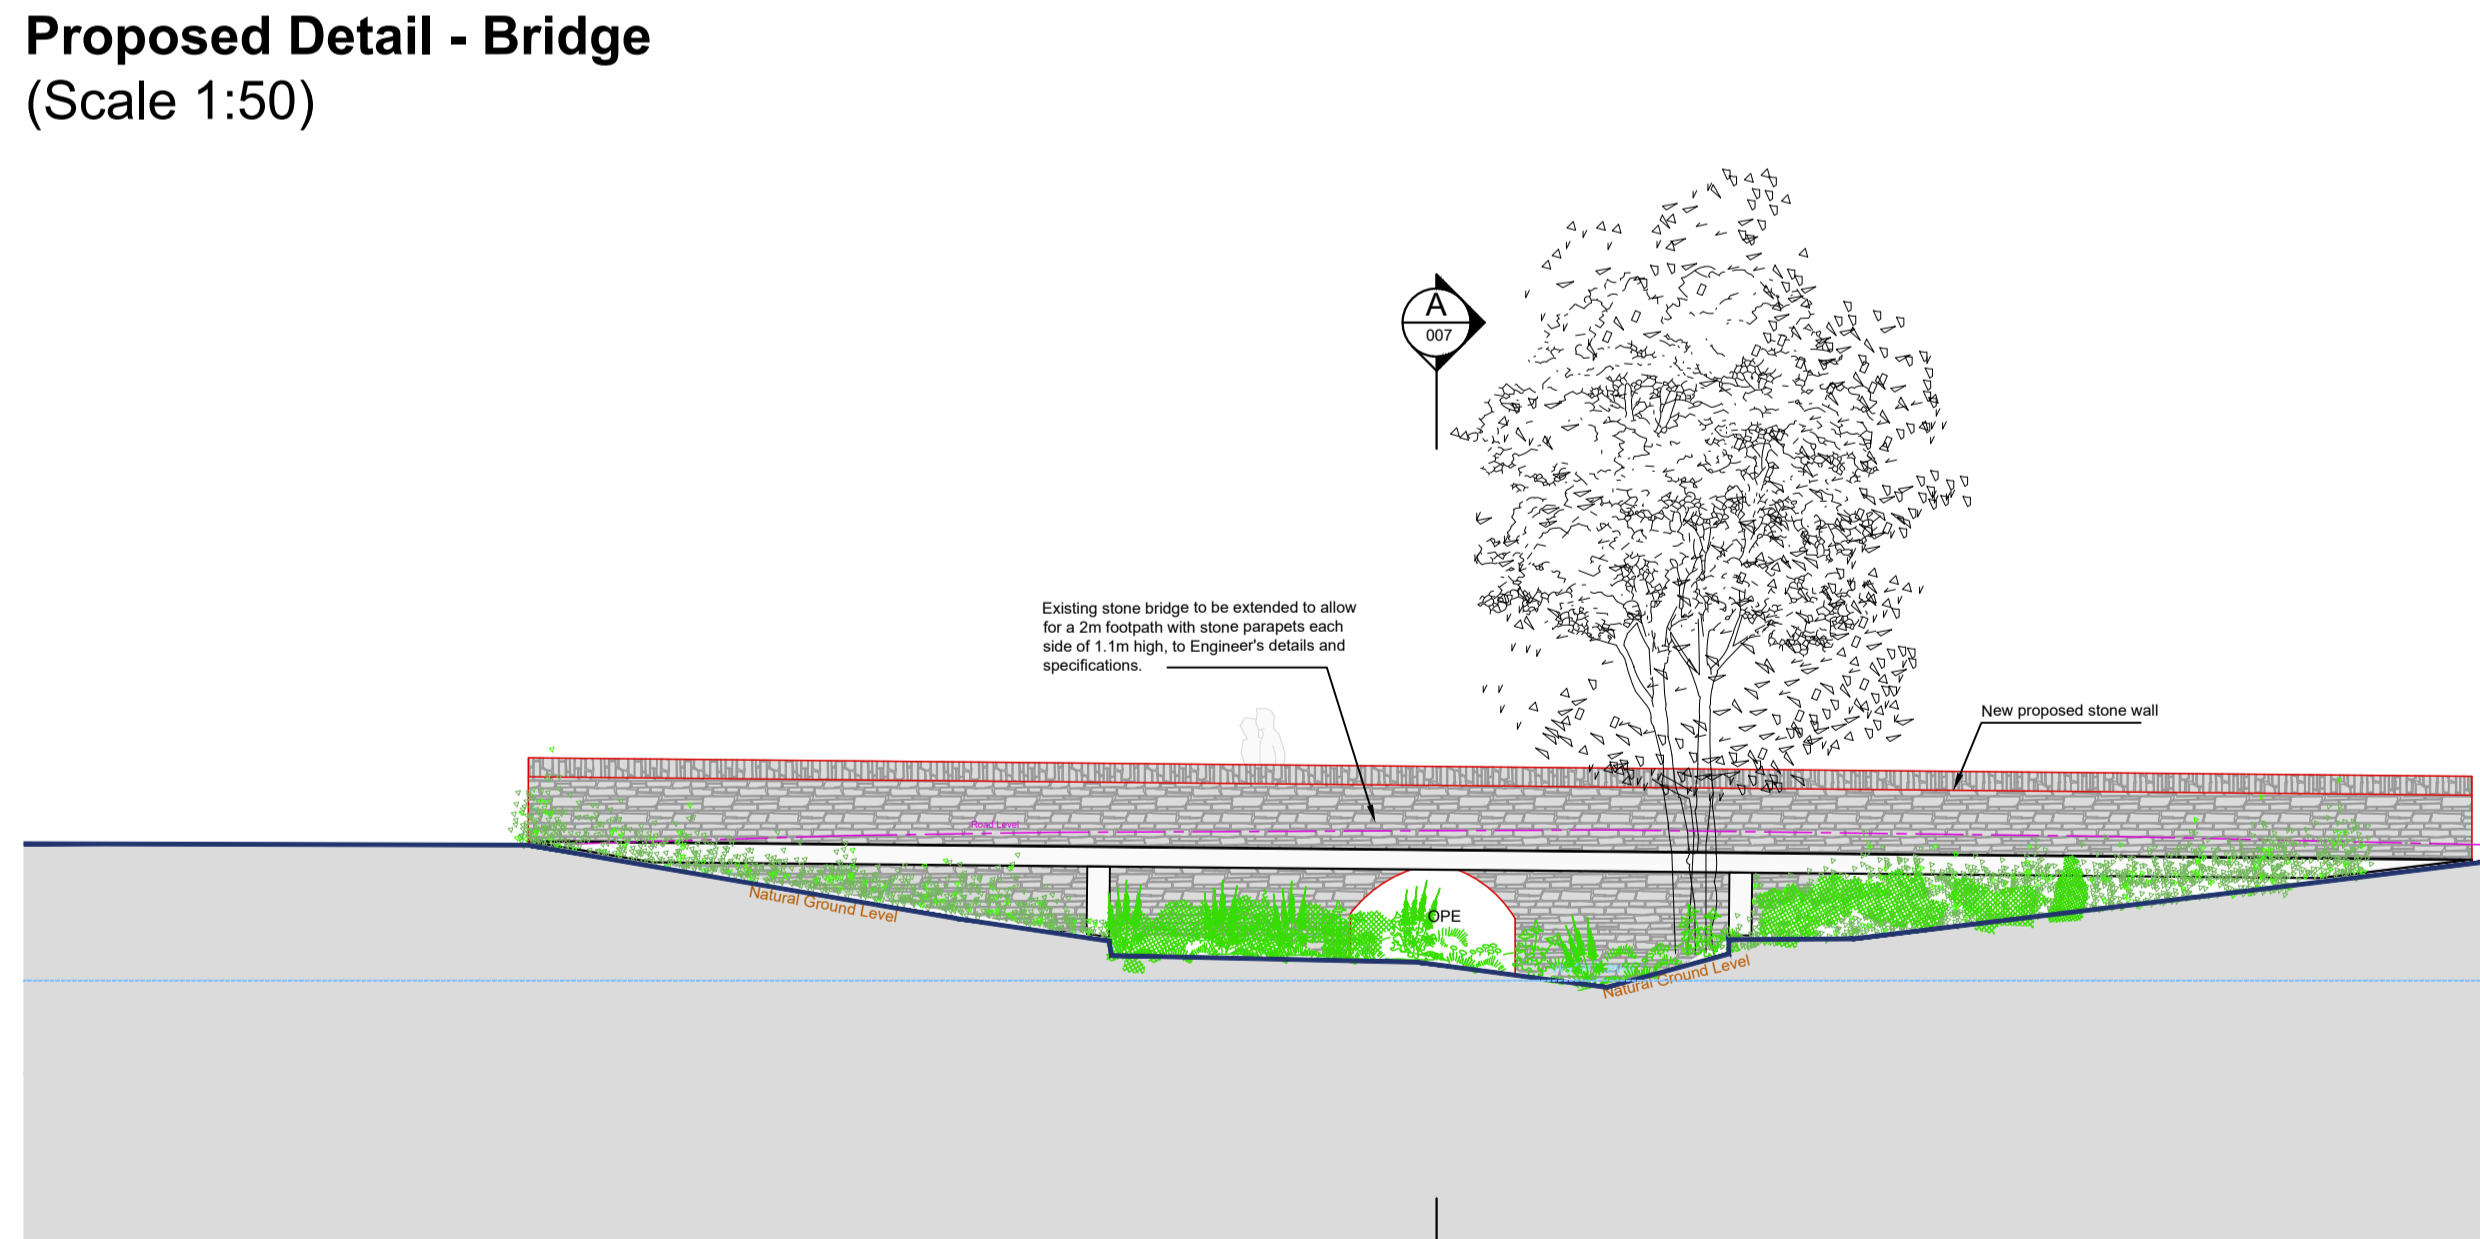 Proposed Detail - Bridge
(Scale 1:50)
A
007
Existing stone bridge to be extended to allow
for a 2m footpath with stone parapets each
side of 1.1m high, to Engineer's details and
specifications.
New proposed stone wall
Road Level
Natural Ground Level
OPE
Natural Ground Level